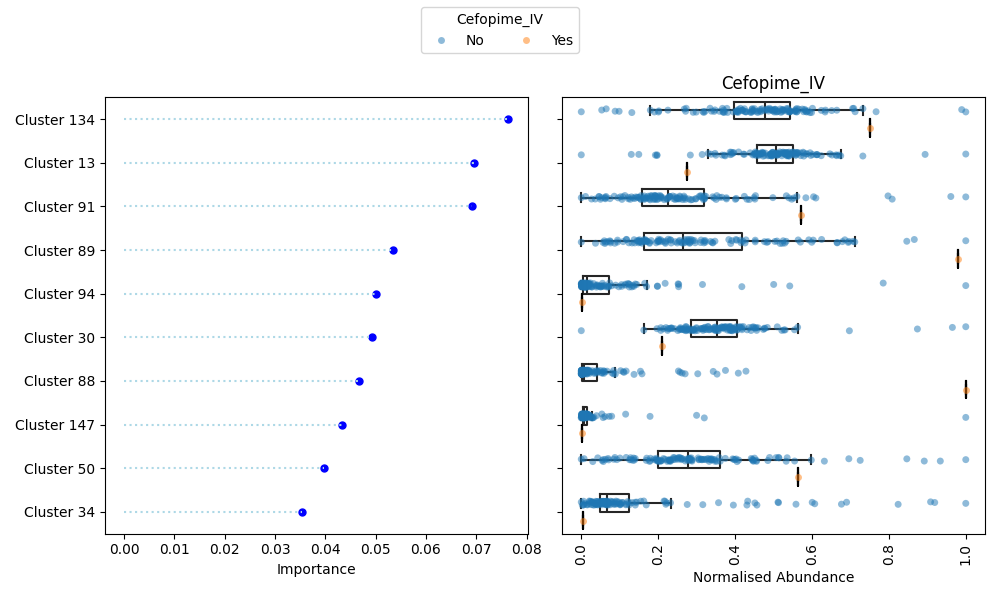 Cefopime_IV
No Yes
Cefopime_IV
Cluster 134
Cluster 13
Cluster 91
Cluster 89
Cluster 94
Cluster 30
Cluster 88
Cluster 147
Cluster 50
Cluster 34
0.00 0.01 0.02 0.03 0.04 0.05 0.06 0.07 0.08
Importance
0.0 0.2 0.4 0.6 0.8 1.0
Normalised Abundance